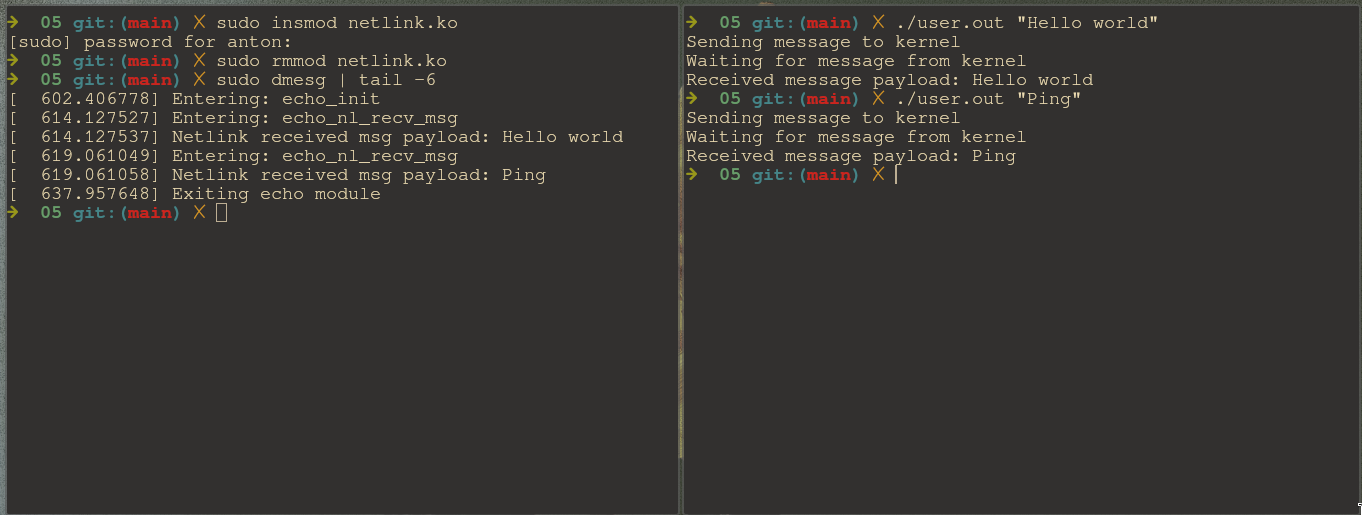 ➔ 05 git:(main) ✗ sudo insmod netlink.ko
[sudo] password for anton:
➔ 05 git:(main) ✗ sudo rmmod netlink.ko
➔ 05 git:(main) ✗ sudo dmesg | tail -6
[  602.406778] Entering: echo_init
[  614.127527] Entering: echo_nl_recv_msg
[  614.127537] Netlink received msg payload: Hello world
[  619.061049] Entering: echo_nl_recv_msg
[  619.061058] Netlink received msg payload: Ping
[  637.957648] Exiting echo module
➔ 05 git:(main) ✗
➔ 05 git:(main) ✗ ./user.out "Hello world"
Sending message to kernel
Waiting for message from kernel
Received message payload: Hello world
➔ 05 git:(main) ✗ ./user.out "Ping"
Sending message to kernel
Waiting for message from kernel
Received message payload: Ping
➔ 05 git:(main) ✗